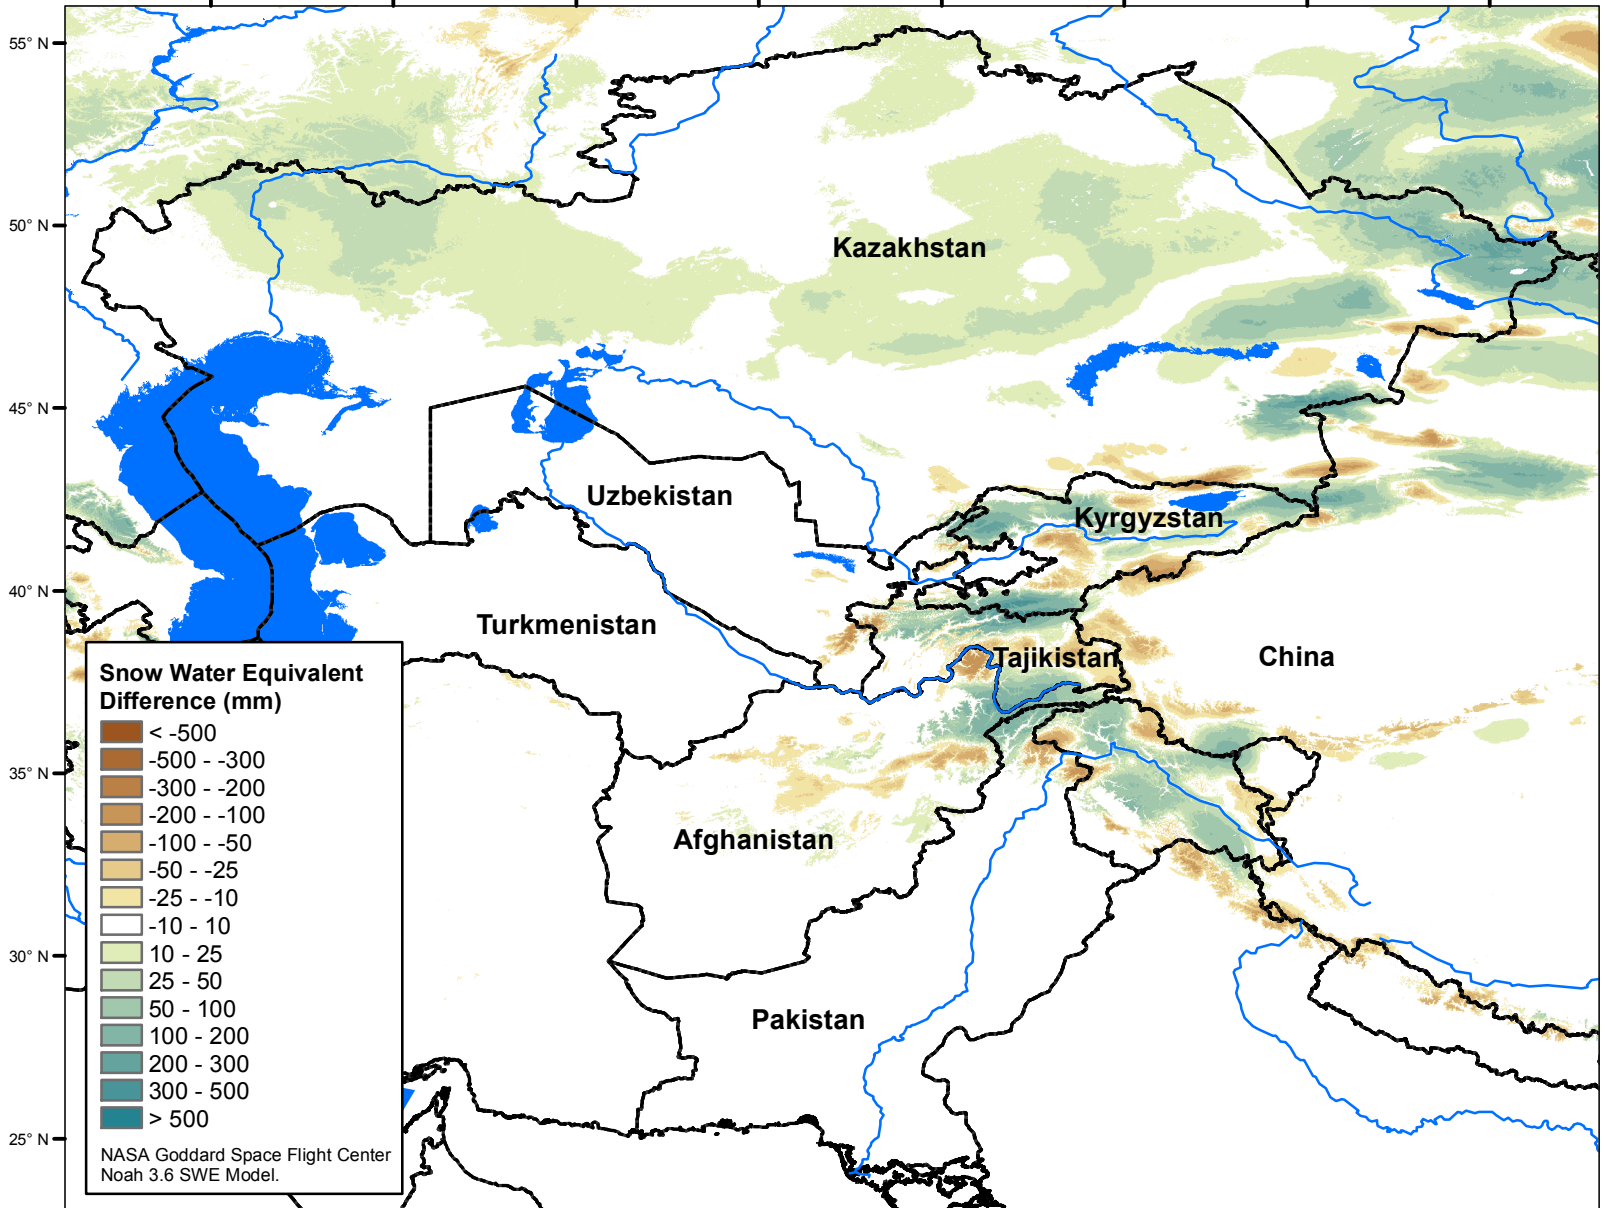 55° N
50° N
45° N
40° N
35° N
30° N
25° N
Kazakhstan
Uzbekistan
Kyrgyzstan
Turkmenistan
Tajikistan
China
Afghanistan
Pakistan
Snow Water Equivalent
Difference (mm)
< -500
-500 - -300
-300 - -200
-200 - -100
-100 - -50
-50 - -25
-25 - -10
-10 - 10
10 - 25
25 - 50
50 - 100
100 - 200
200 - 300
300 - 500
> 500
NASA Goddard Space Flight Center
Noah 3.6 SWE Model.